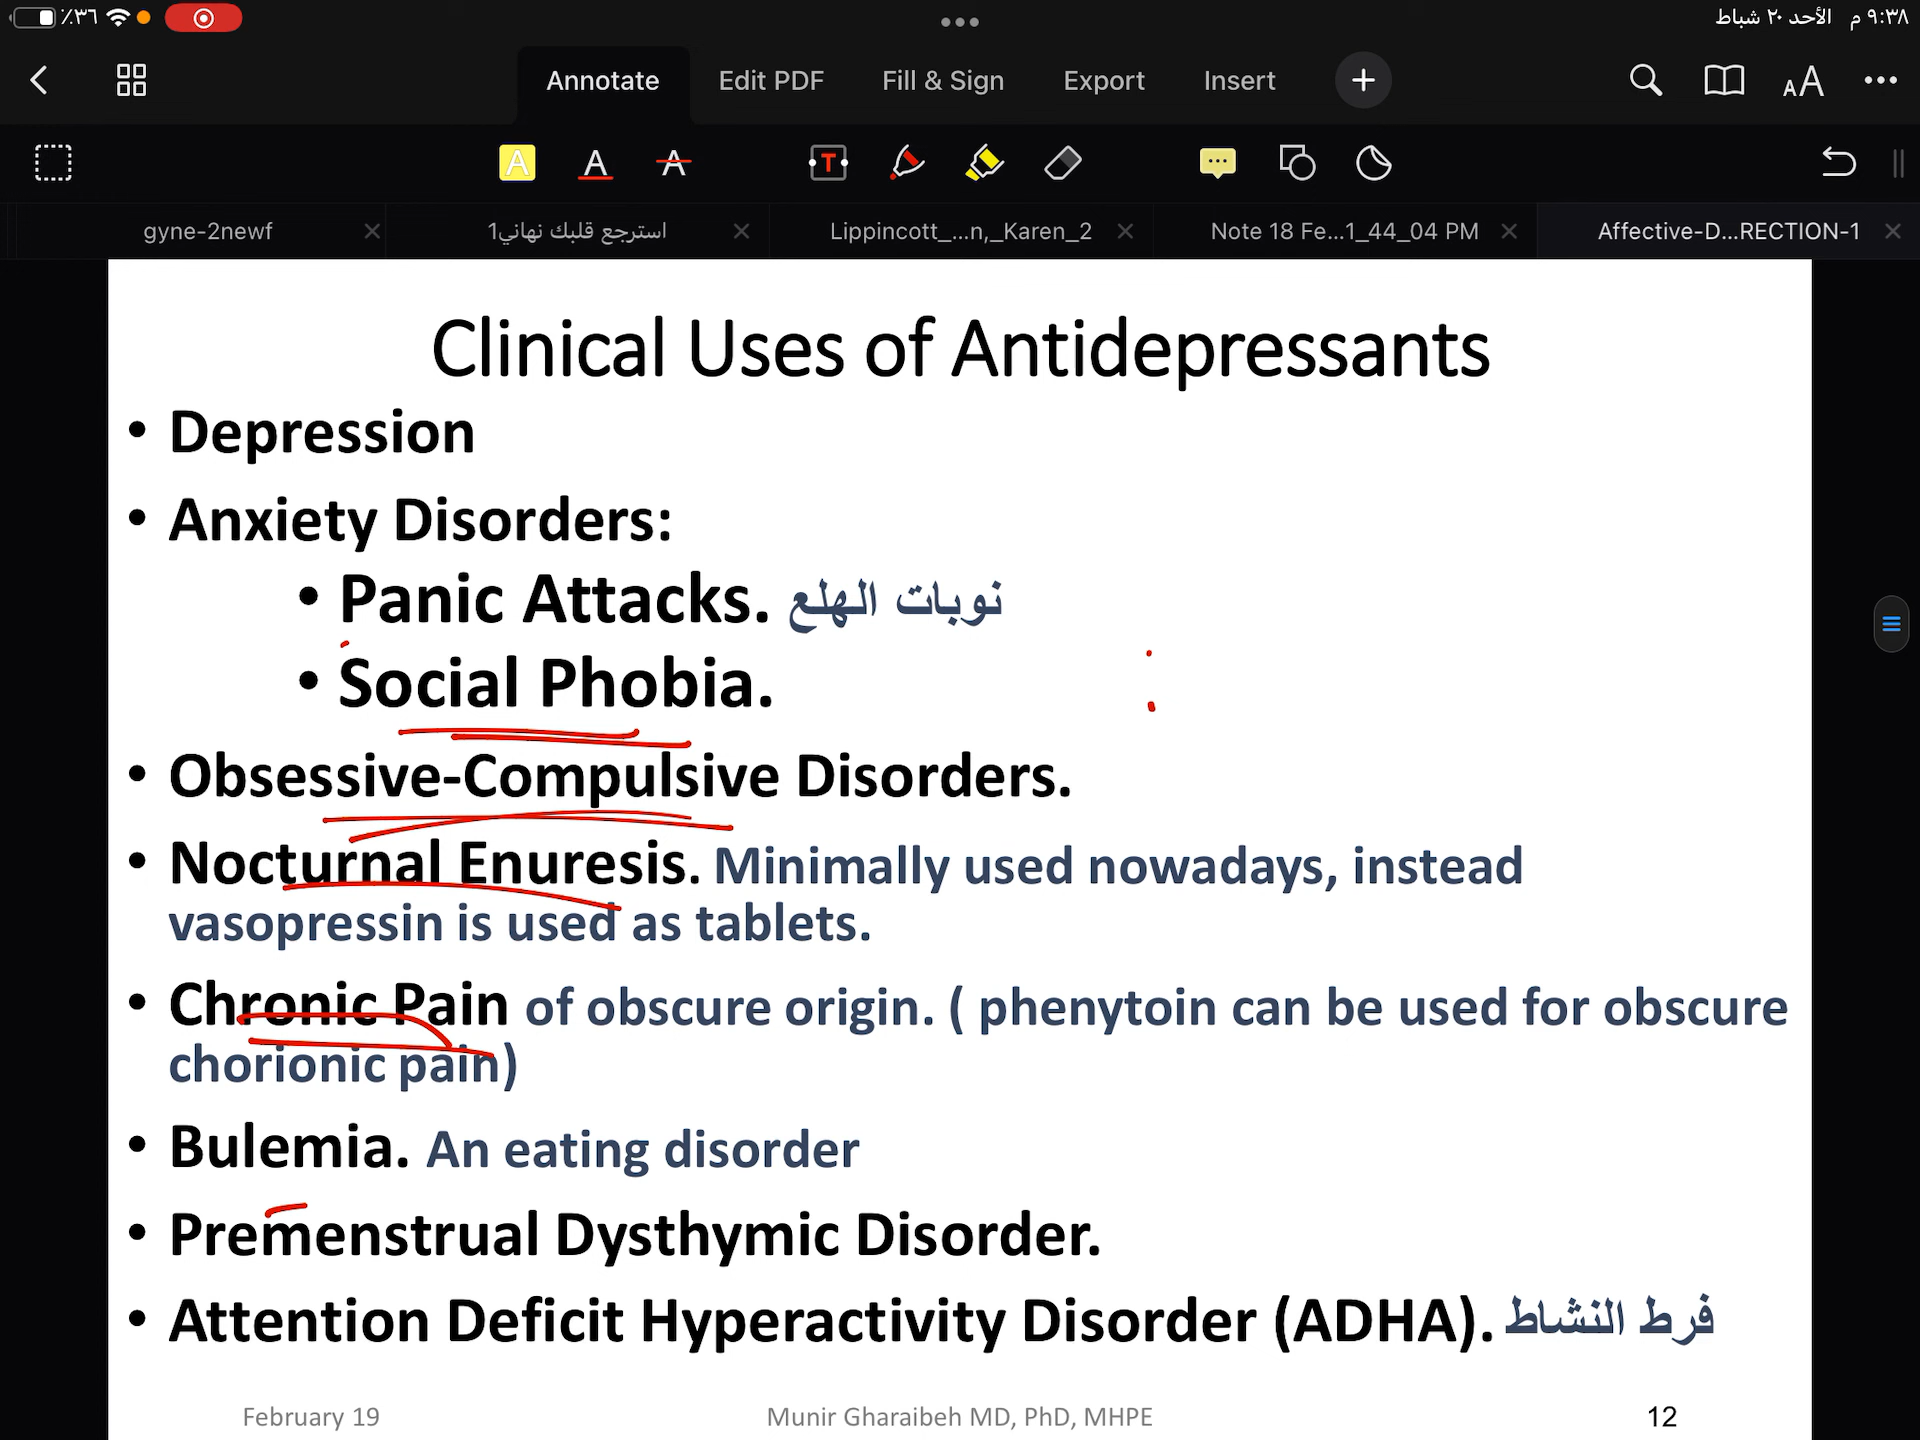 ٪٣٦
٩:٣٨ م الأحد ٢٠ شباط
Annotate Edit PDF Fill & Sign Export Insert
AA
A A A T
gyne-2newf استرجع قلبك نهاني1 Lippincott_...n,_Karen_2 Note 18 Fe...1_44_04 PM Affective-D...RECTION-1
Clinical Uses of Antidepressants
• Depression
• Anxiety Disorders:
• Panic Attacks. نوبات الهلع
• Social Phobia.
• Obsessive-Compulsive Disorders.
• Nocturnal Enuresis. Minimally used nowadays, instead
vasopressin is used as tablets.
• Chronic Pain of obscure origin. ( phenytoin can be used for obscure
chorionic pain)
• Bulemia. An eating disorder
• Premenstrual Dysthymic Disorder.
• Attention Deficit Hyperactivity Disorder (ADHA). فرط النشاط
February 19 Munir Gharaibeh MD, PhD, MHPE 12